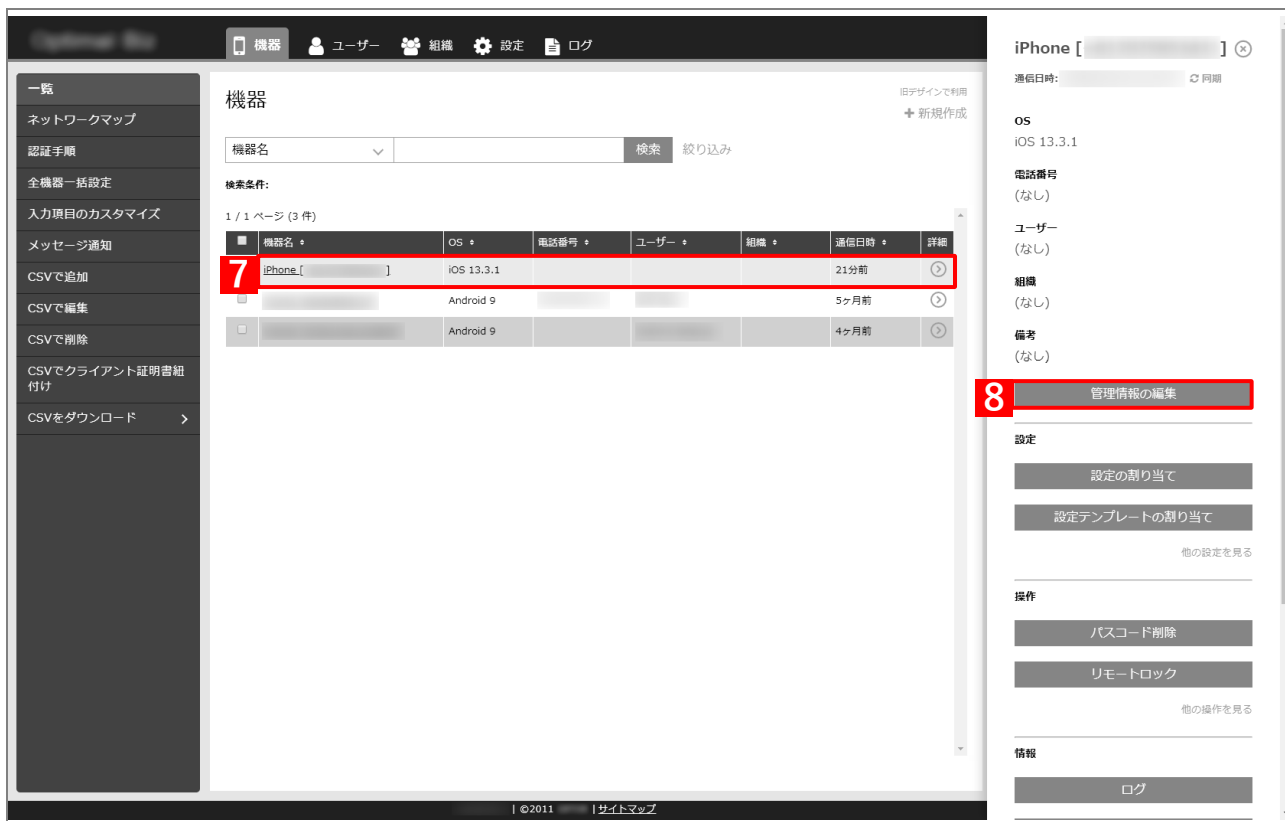 機器
ユーザー
組織
設定
ログ
一覧
ネットワークマップ
認証手順
全機器一括設定
入力項目のカスタマイズ
メッセージ通知
CSVで追加
CSVで編集
CSVで削除
CSVでクライアント証明書紐
付け
CSVをダウンロード
機器
旧デザインで利用
新規作成
機器名
検索
絞り込み
検索条件:
1 / 1 ページ (3 件)
機器名 OS 電話番号 ユーザー 組織 通信日時 詳細
7
iPhone [ ] iOS 13.3.1 21分前
Android 9 5ヶ月前
Android 9 4ヶ月前
| ©2011 | サイトマップ
iPhone [ ]
通信日時: 同期
OS
iOS 13.3.1
電話番号
(なし)
ユーザー
(なし)
組織
(なし)
備考
(なし)
8
管理情報の編集
設定
設定の割り当て
設定テンプレートの割り当て
他の設定を見る
操作
パスコード削除
リモートロック
他の操作を見る
情報
ログ